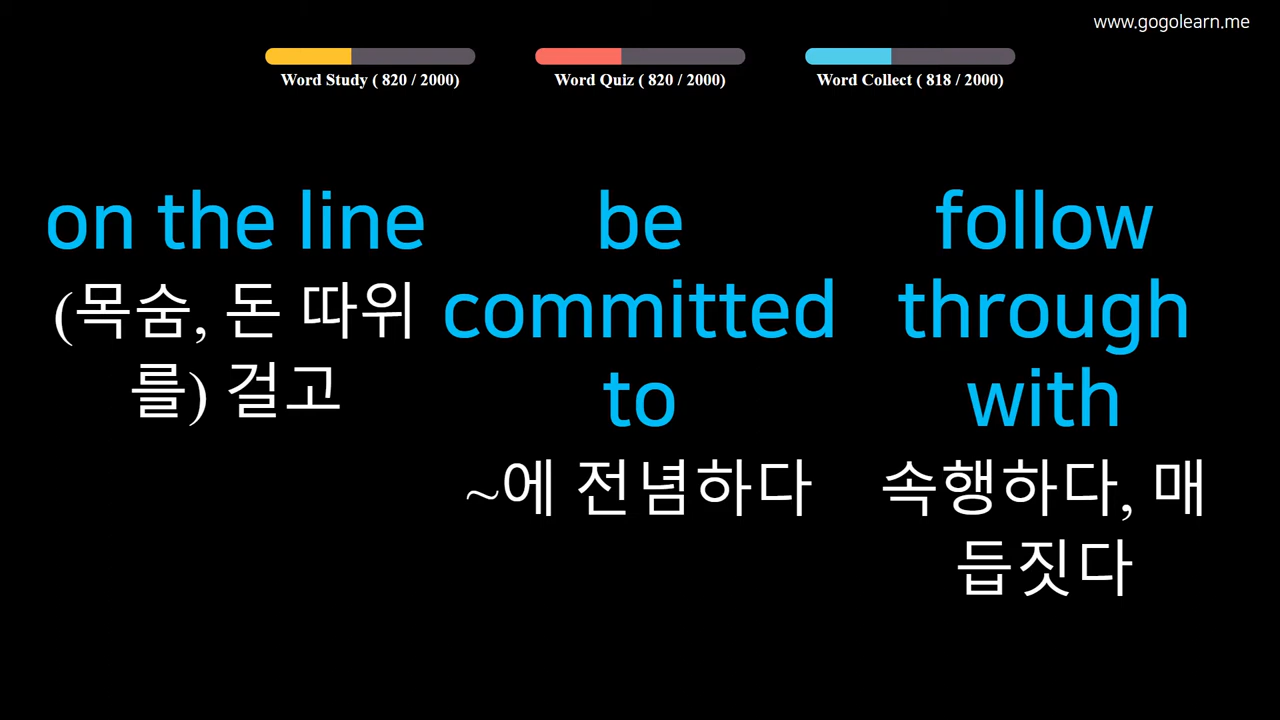 www.gogolearn.me
Word Study ( 820 / 2000)
Word Quiz ( 820 / 2000)
Word Collect ( 818 / 2000)
on the line
(목숨, 돈 따위
를) 걸고
be
committed
to
~에 전념하다
follow
through
with
속행하다, 매
듭짓다